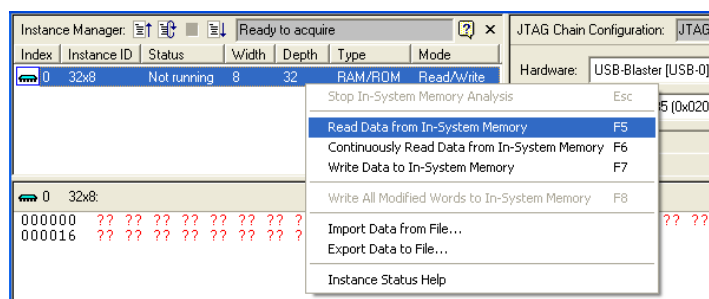 Instance Manager: Ready to acquire
JTAG Chain Configuration: JTAG
Index Instance ID Status Width Depth Type Mode
0 32x8 Not running 8 32 RAM/ROM Read/Write
Hardware: USB-Blaster [USB-0]
Stop In-System Memory Analysis Esc
5 (0x020
Read Data from In-System Memory F5
Continuously Read Data from In-System Memory F6
Write Data to In-System Memory F7
0 32x8:
Write All Modified Words to In-System Memory F8
000000 ?? ?? ?? ?? ?? ?? ?? ? ?? ??
000016 ?? ?? ?? ?? ?? ?? ?? ?
Import Data from File...
Export Data to File...
Instance Status Help